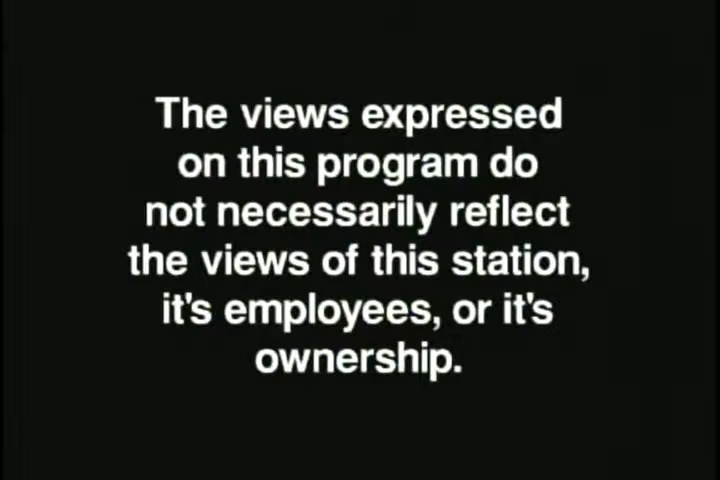 The views expressed
on this program do
not necessarily reflect
the views of this station,
it's employees, or it's
ownership.